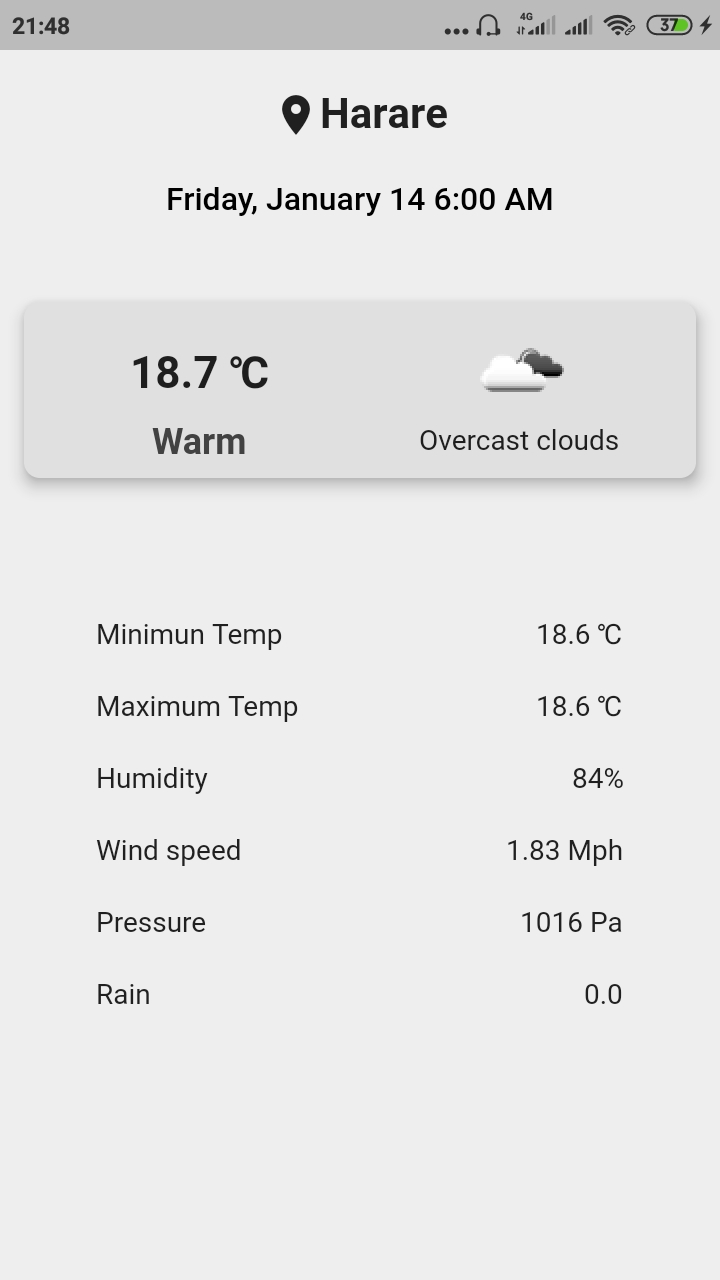 21:48
4G
37
Harare
Friday, January 14 6:00 AM
18.7 ℃
Warm
Overcast clouds
Minimun Temp 18.6 ℃
Maximum Temp 18.6 ℃
Humidity 84%
Wind speed 1.83 Mph
Pressure 1016 Pa
Rain 0.0